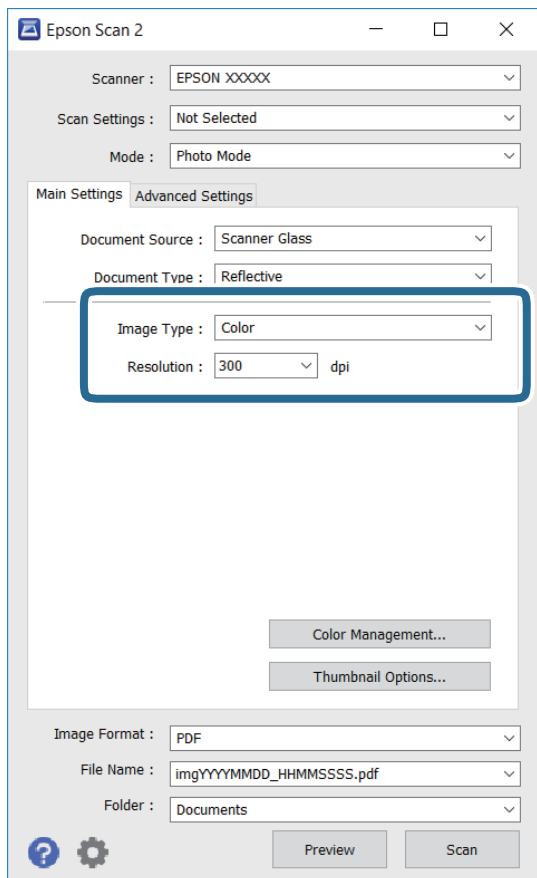 Epson Scan 2
Scanner : EPSON XXXXX
Scan Settings : Not Selected
Mode : Photo Mode
Main Settings Advanced Settings
Document Source : Scanner Glass
Document Type : Reflective
Image Type : Color
Resolution : 300 dpi
Color Management...
Thumbnail Options...
Image Format : PDF
File Name : imgYYYYMMDD_HHMMSSSS.pdf
Folder : Documents
? Preview Scan